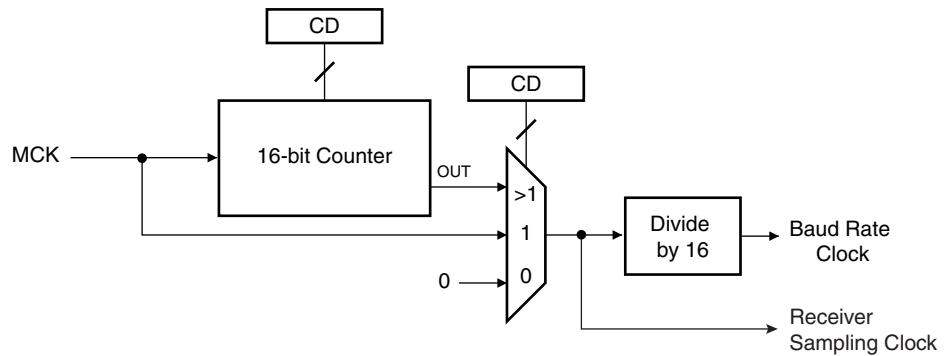 CD
CD
MCK
16-bit Counter
OUT
>1
1
0
0
Divide
by 16
Baud Rate
Clock
Receiver
Sampling Clock